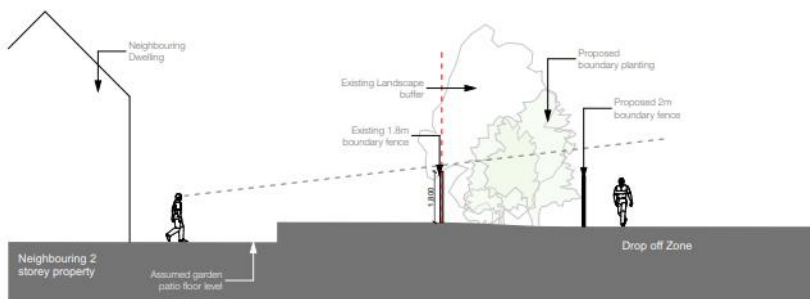 Neighbouring
Dwelling
Existing Landscape
buffer
Proposed
boundary planting
Existing 1.8m
boundary fence
Proposed 2m
boundary fence
1,800
Neighbouring 2
storey property
Assumed garden
patio floor level
Drop off Zone